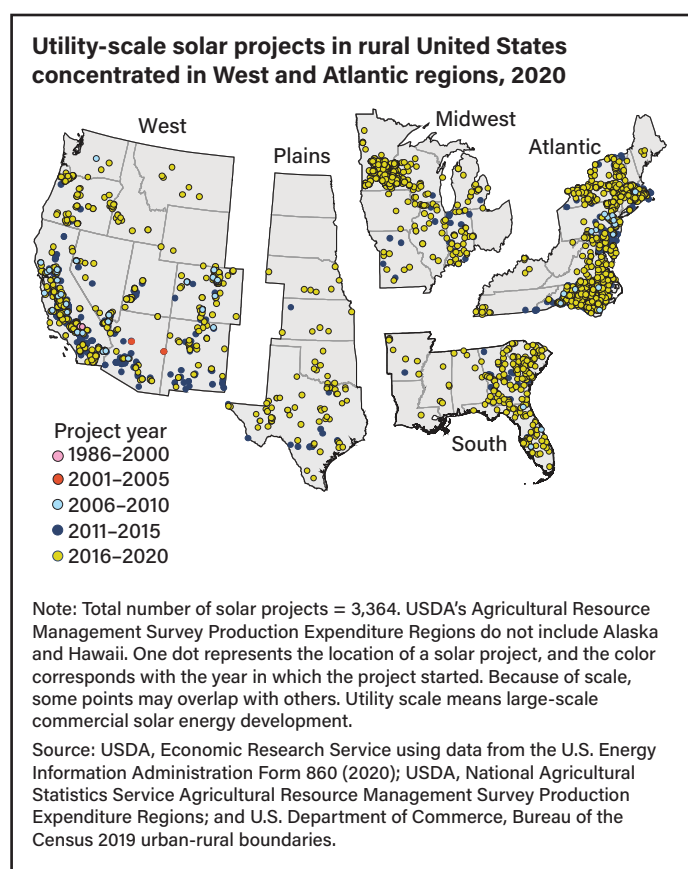 Utility-scale solar projects in rural United States
concentrated in West and Atlantic regions, 2020
West
Plains
Midwest
Atlantic
South
Project year
1986–2000
2001–2005
2006–2010
2011–2015
2016–2020
Note: Total number of solar projects = 3,364. USDA's Agricultural Resource
Management Survey Production Expenditure Regions do not include Alaska
and Hawaii. One dot represents the location of a solar project, and the color
corresponds with the year in which the project started. Because of scale,
some points may overlap with others. Utility scale means large-scale
commercial solar energy development.
Source: USDA, Economic Research Service using data from the U.S. Energy
Information Administration Form 860 (2020); USDA, National Agricultural
Statistics Service Agricultural Resource Management Survey Production
Expenditure Regions; and U.S. Department of Commerce, Bureau of the
Census 2019 urban-rural boundaries.